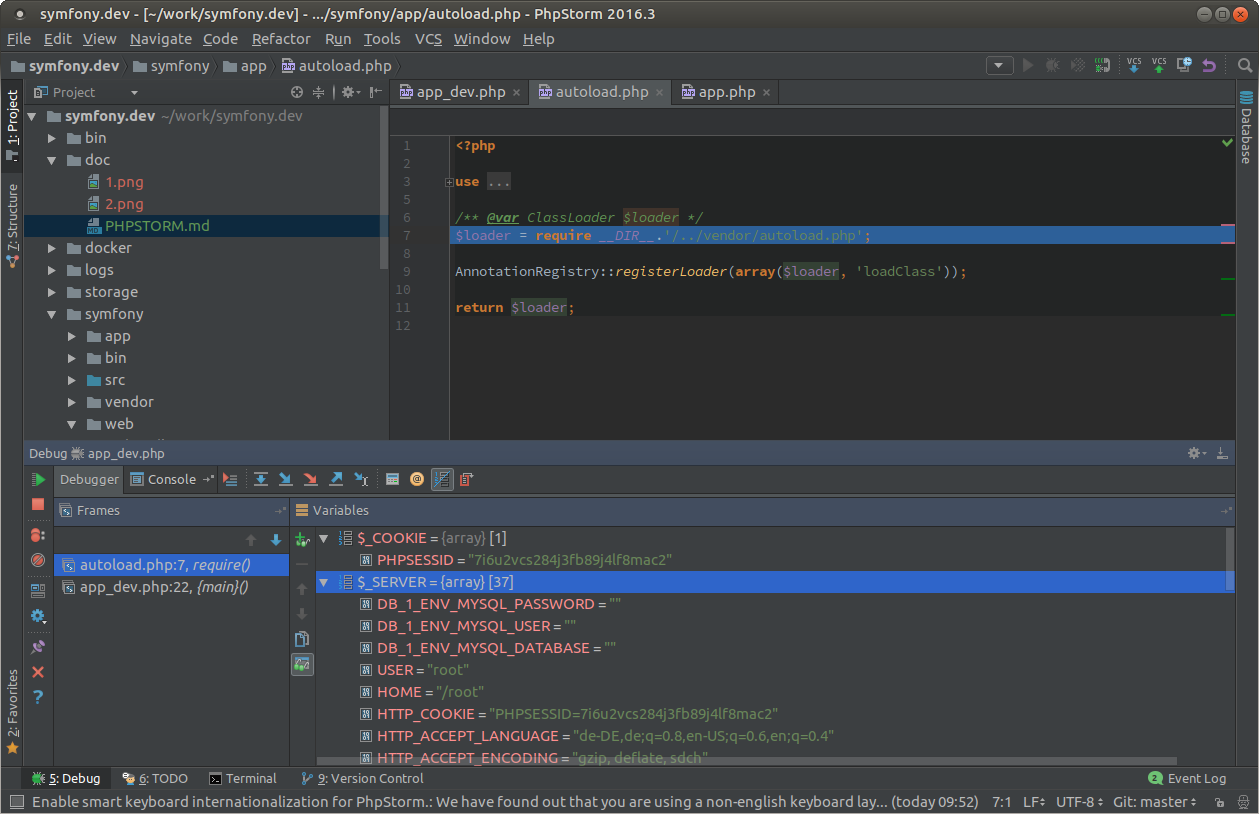 symfony.dev - [~/work/symfony.dev] - .../symfony/app/autoload.php - PhpStorm 2016.3
File Edit View Navigate Code Refactor Run Tools VCS Window Help
symfony.dev symfony app autoload.php
VCS VCS
1: Project
7: Structure
2: Favorites
Database
Project
symfony.dev ~/work/symfony.dev
bin
doc
1.png
2.png
PHPSTORM.md
docker
logs
storage
symfony
app
bin
src
vendor
web
app_dev.php × autoload.php × app.php ×
1 <?php
2
3 use ...
5
6 /** @var ClassLoader $loader */
7 $loader = require __DIR__.'/../vendor/autoload.php';
8
9 AnnotationRegistry::registerLoader(array($loader, 'loadClass'));
10
11 return $loader;
12
Debug app_dev.php
Debugger Console
Frames
autoload.php:7, require()
app_dev.php:22, {main}()
Variables
$_COOKIE = {array} [1]
PHPSESSID = "7i6u2vcs284j3fb89j4lf8mac2"
$_SERVER = {array} [37]
DB_1_ENV_MYSQL_PASSWORD = ""
DB_1_ENV_MYSQL_USER = ""
DB_1_ENV_MYSQL_DATABASE = ""
USER = "root"
HOME = "/root"
HTTP_COOKIE = "PHPSESSID=7i6u2vcs284j3fb89j4lf8mac2"
HTTP_ACCEPT_LANGUAGE = "de-DE,de;q=0.8,en-US;q=0.6,en;q=0.4"
HTTP_ACCEPT_ENCODING = "gzip, deflate, sdch"
5: Debug 6: TODO Terminal 9: Version Control 2 Event Log
Enable smart keyboard internationalization for PhpStorm.: We have found out that you are using a non-english keyboard lay... (today 09:52) 7:1 LF÷ UTF-8÷ Git: master÷